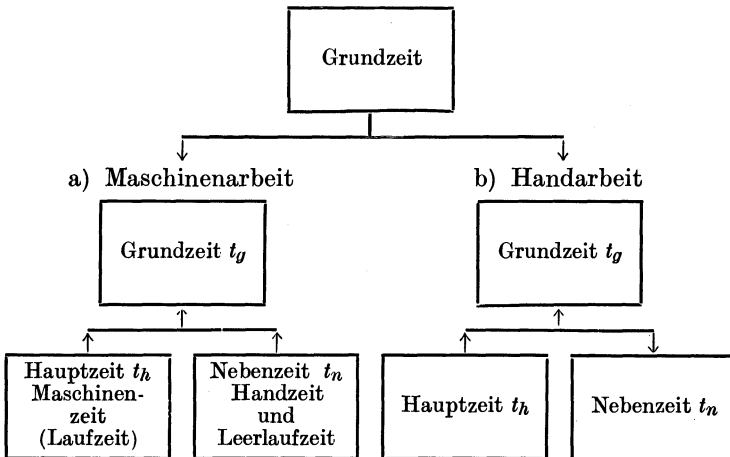 Grundzeit
a) Maschinenarbeit
b) Handarbeit
Grundzeit t_g
Grundzeit t_g
Hauptzeit t_h
Maschinen-
zeit
(Laufzeit)
Nebenzeit t_n
Handzeit
und
Leerlaufzeit
Hauptzeit t_h
Nebenzeit t_n